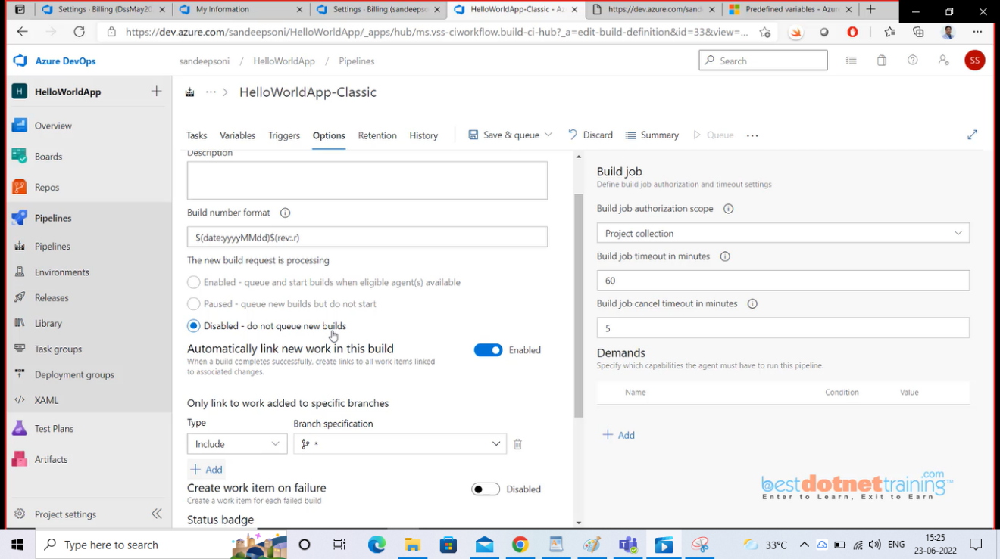 Settings - Billing (DssMay20
My Information
Settings - Billing (sandeepso
HelloWorldApp-Classic - Az
https://dev.azure.com/sand
Predefined variables - Azur
https://dev.azure.com/sandeepsoni/HelloWorldApp/_apps/hub/ms.vss-ciworkflow.build-ci-hub?_a=edit-build-definition&id=33&view=...
Azure DevOps
sandeepsoni / HelloWorldApp / Pipelines
Search
SS
H
HelloWorldApp
HelloWorldApp-Classic
Overview
Boards
Repos
Pipelines
Pipelines
Environments
Releases
Library
Task groups
Deployment groups
XAML
Test Plans
Artifacts
Project settings
Tasks Variables Triggers Options Retention History Save & queue Discard Summary Queue
Description
Build number format
$(date:yyyyMMdd)$(rev:.r)
The new build request is processing
Enabled - queue and start builds when eligible agent(s) available
Paused - queue new builds but do not start
Disabled - do not queue new builds
Automatically link new work in this build
Enabled
When a build completes successfully, create links to all work items linked
to associated changes.
Only link to work added to specific branches
Type Branch specification
Include *
Add
Create work item on failure
Disabled
Create a work item for each failed build
Status badge
Build job
Define build job authorization and timeout settings
Build job authorization scope
Project collection
Build job timeout in minutes
60
Build job cancel timeout in minutes
5
Demands
Specify which capabilities the agent must have to run this pipeline.
Name Condition Value
Add
@bestdotnettraining.com™
Enter to Learn, Exit to Earn
Type here to search
33°C
ENG
15:25
23-06-2022